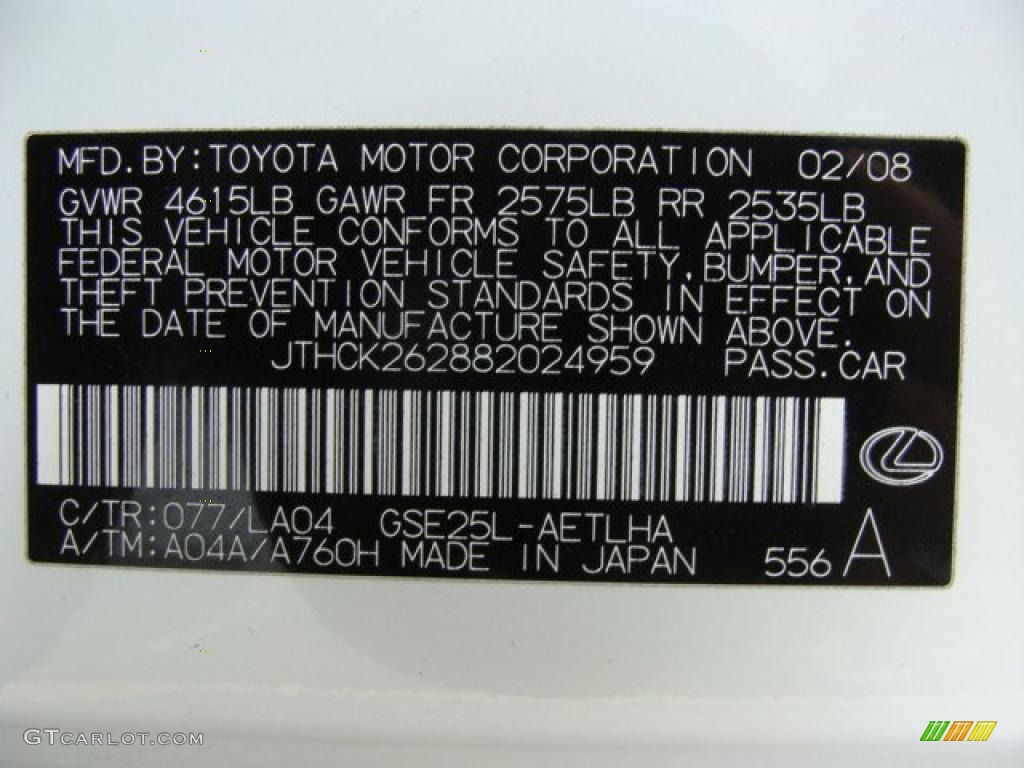 MFD. BY: TOYOTA MOTOR CORPORATION 02/08
GVWR 4615LB GAWR FR 2575LB RR 2535LB
THIS VEHICLE CONFORMS TO ALL APPLICABLE
FEDERAL MOTOR VEHICLE SAFETY, BUMPER, AND
THEFT PREVENTION STANDARDS IN EFFECT ON
THE DATE OF MANUFACTURE SHOWN ABOVE.
JTHCK262882024959 PASS. CAR
C/TR: 077/LA04 GSE25L-AETLHA
A/TM: A04A/A760H MADE IN JAPAN 556 A
GTCARLOT.COM